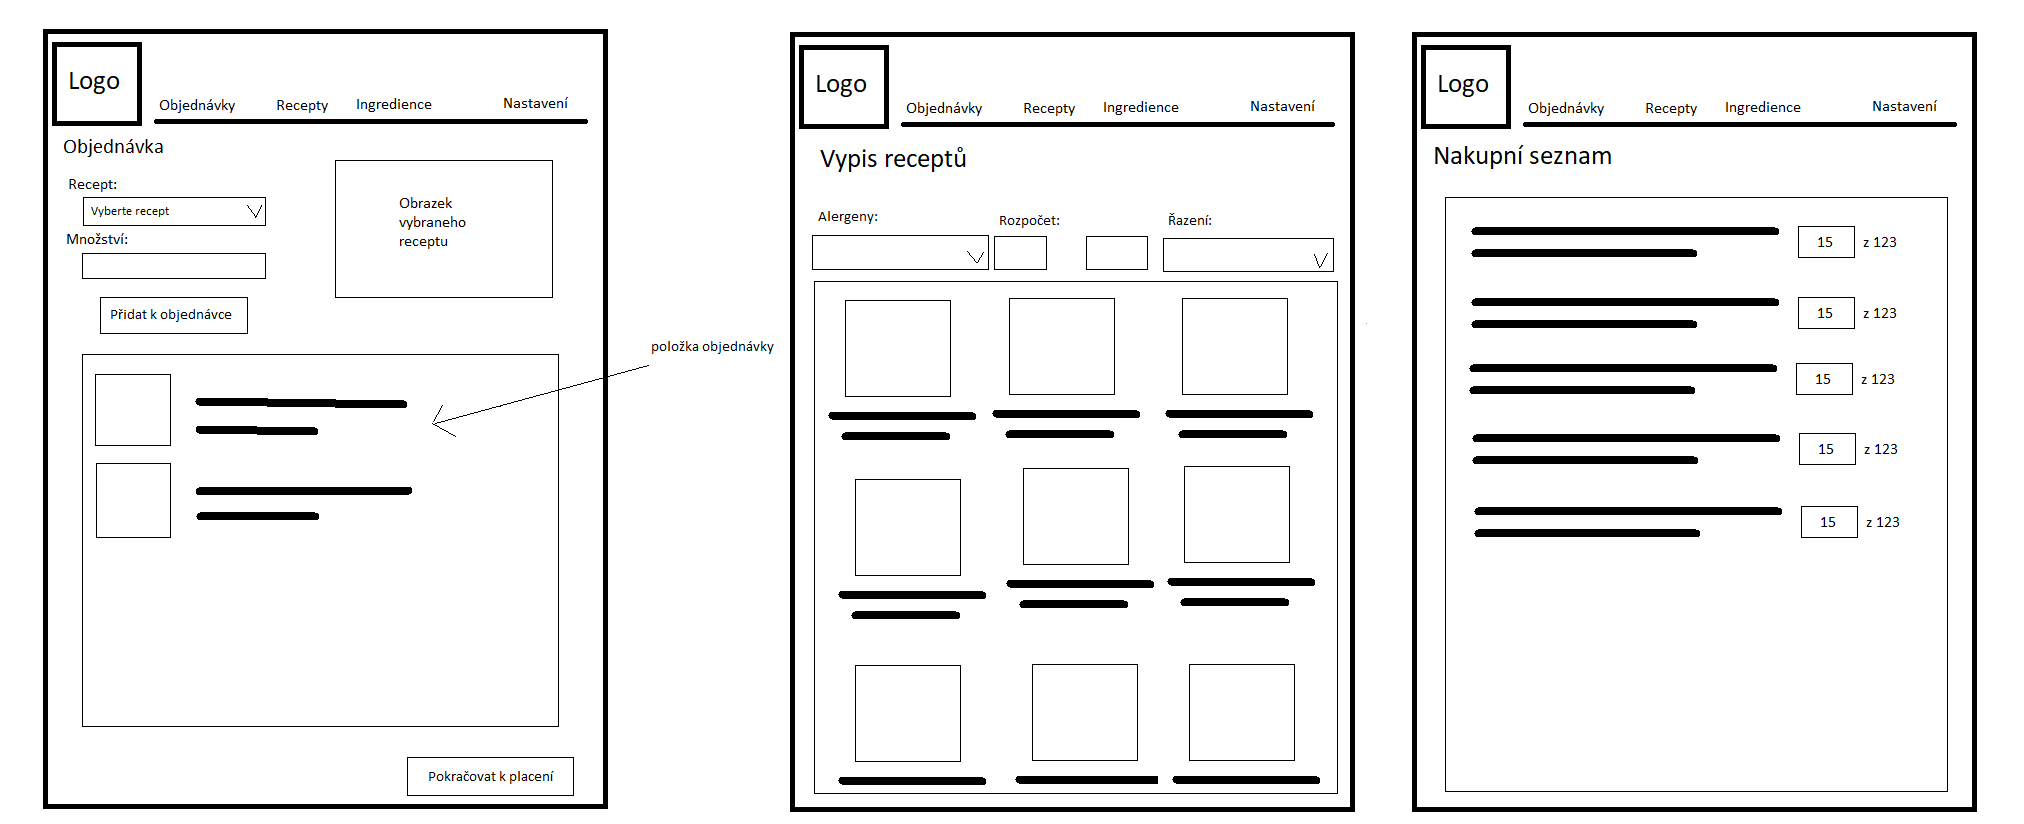 Logo
Objednávky Recepty Ingredience Nastavení
Objednávka
Recept:
Vyberte recept
Množství:
Přidat k objednávce
Obrazek
vybraneho
receptu
položka objednávky
Pokračovat k placení
Logo
Objednávky Recepty Ingredience Nastavení
Vypis receptů
Alergeny: Rozpočet: Řazení:
Logo
Objednávky Recepty Ingredience Nastavení
Nakupní seznam
15 z 123
15 z 123
15 z 123
15 z 123
15 z 123